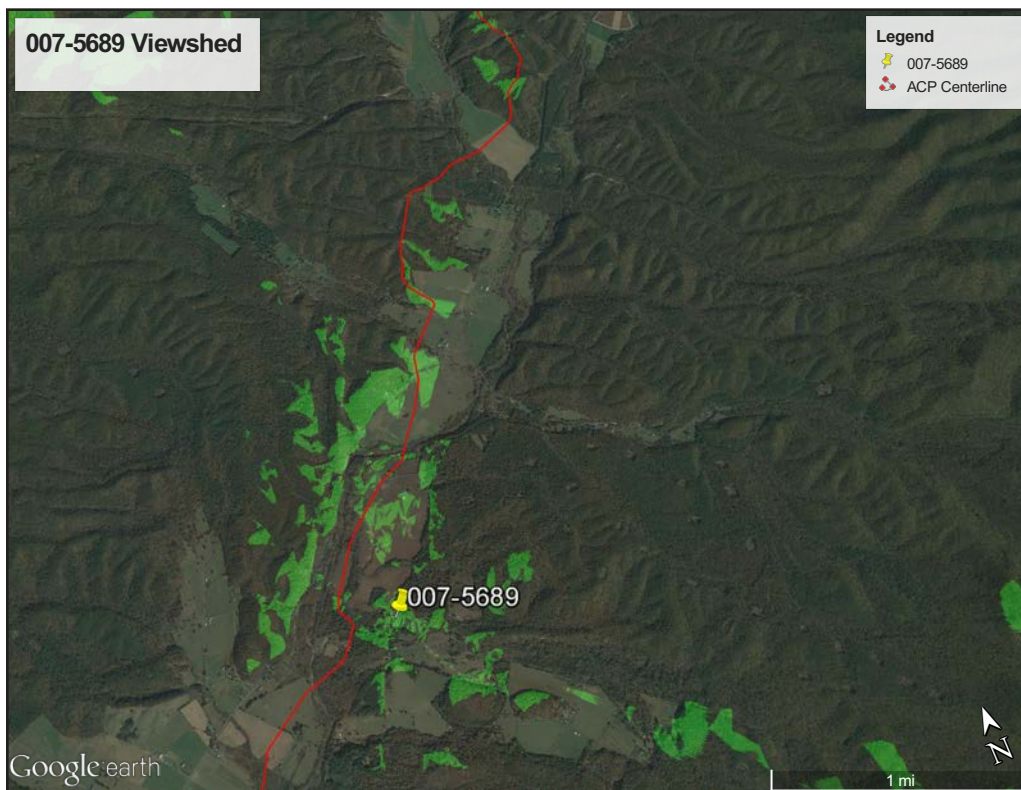 007-5689 Viewshed
Legend
007-5689
ACP Centerline
007-5689
N
Google earth
1 mi